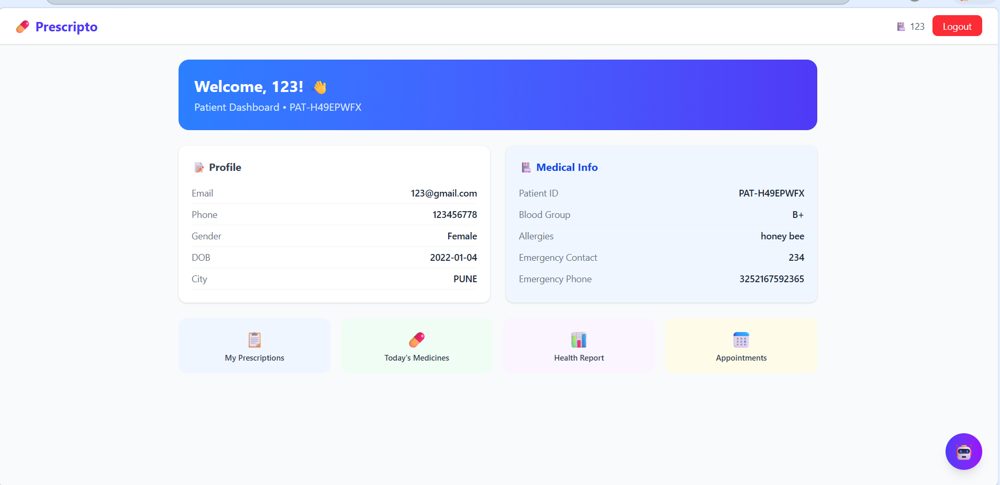 Prescripto
123
Logout
Welcome, 123!
Patient Dashboard • PAT-H49EPWFX
Profile
Email 123@gmail.com
Phone 123456778
Gender Female
DOB 2022-01-04
City PUNE
Medical Info
Patient ID PAT-H49EPWFX
Blood Group B+
Allergies honey bee
Emergency Contact 234
Emergency Phone 3252167592365
My Prescriptions
Today's Medicines
Health Report
Appointments